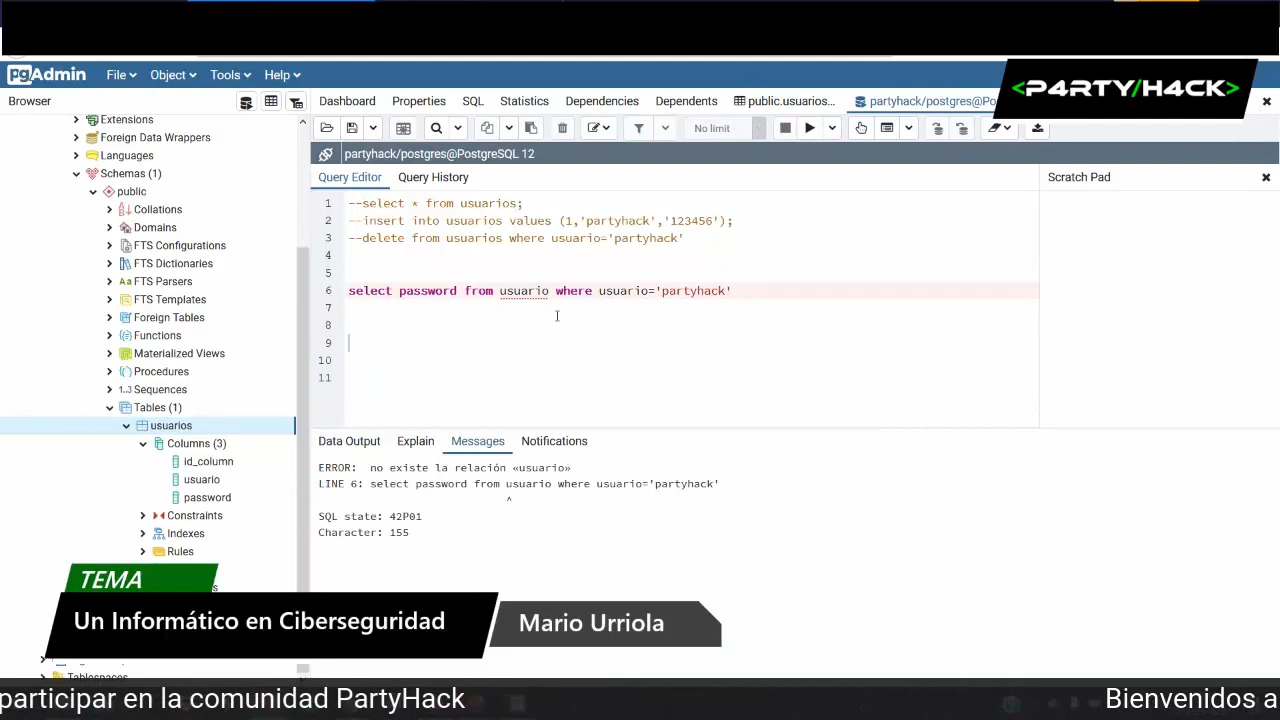 pgAdmin File Object Tools Help
<P4RTY/H4CK>
Browser
Dashboard Properties SQL Statistics Dependencies Dependents public.usuarios... partyhack/postgres@Po
No limit
partyhack/postgres@PostgreSQL 12
Extensions
Foreign Data Wrappers
Languages
Schemas (1)
public
Collations
Domains
FTS Configurations
FTS Dictionaries
FTS Parsers
FTS Templates
Foreign Tables
Functions
Materialized Views
Procedures
Sequences
Tables (1)
usuarios
Columns (3)
id_column
usuario
password
Constraints
Indexes
Rules
Query Editor Query History
Scratch Pad
1 --select * from usuarios;
2 --insert into usuarios values (1,'partyhack','123456');
3 --delete from usuarios where usuario='partyhack'
4
5
6 select password from usuario where usuario='partyhack'
7
8
9
10
11
Data Output Explain Messages Notifications
ERROR: no existe la relación «usuario»
LINE 6: select password from usuario where usuario='partyhack'
^
SQL state: 42P01
Character: 155
TEMA
Un Informático en Ciberseguridad
Mario Urriola
participar en la comunidad PartyHack
Bienvenidos a